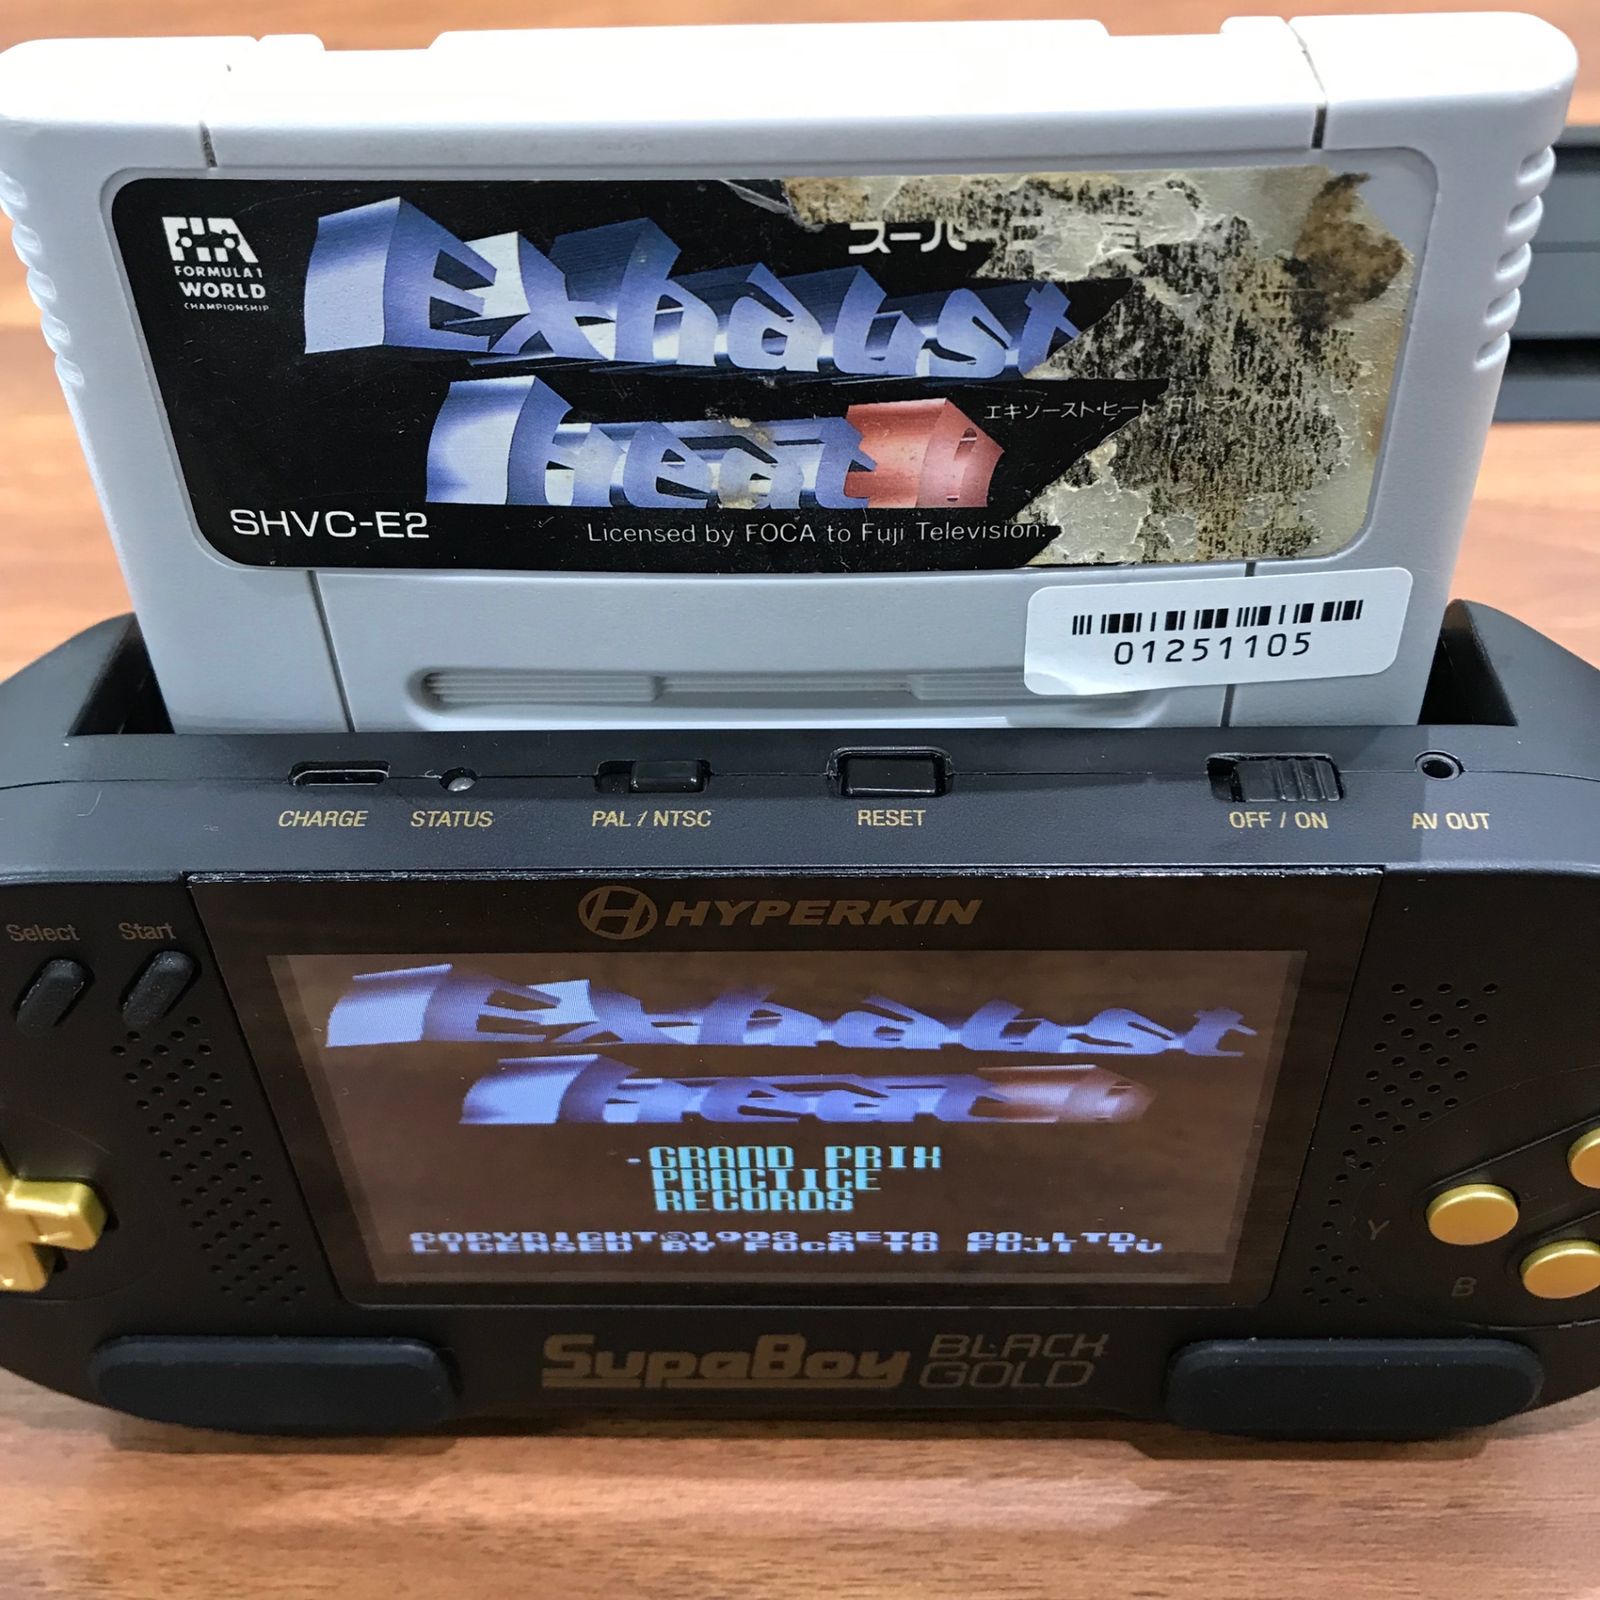 FIA
FORMULA 1
WORLD
CHAMPIONSHIP
スーパー
Exhaust
Heat II
エキゾースト・ヒート
SHVC-E2
Licensed by FOCA to Fuji Television.
01251105
CHARGE STATUS PAL / NTSC RESET OFF / ON AV OUT
HYPERKIN
Select Start
Exhaust
Heat II
-GRAND PRIX
PRACTICE
RECORDS
COPYRIGHT©1993 SETA CO.,LTD.
LICENSED BY FOCA TO FUJI TV
Y
B
SupaBoy BLACK GOLD